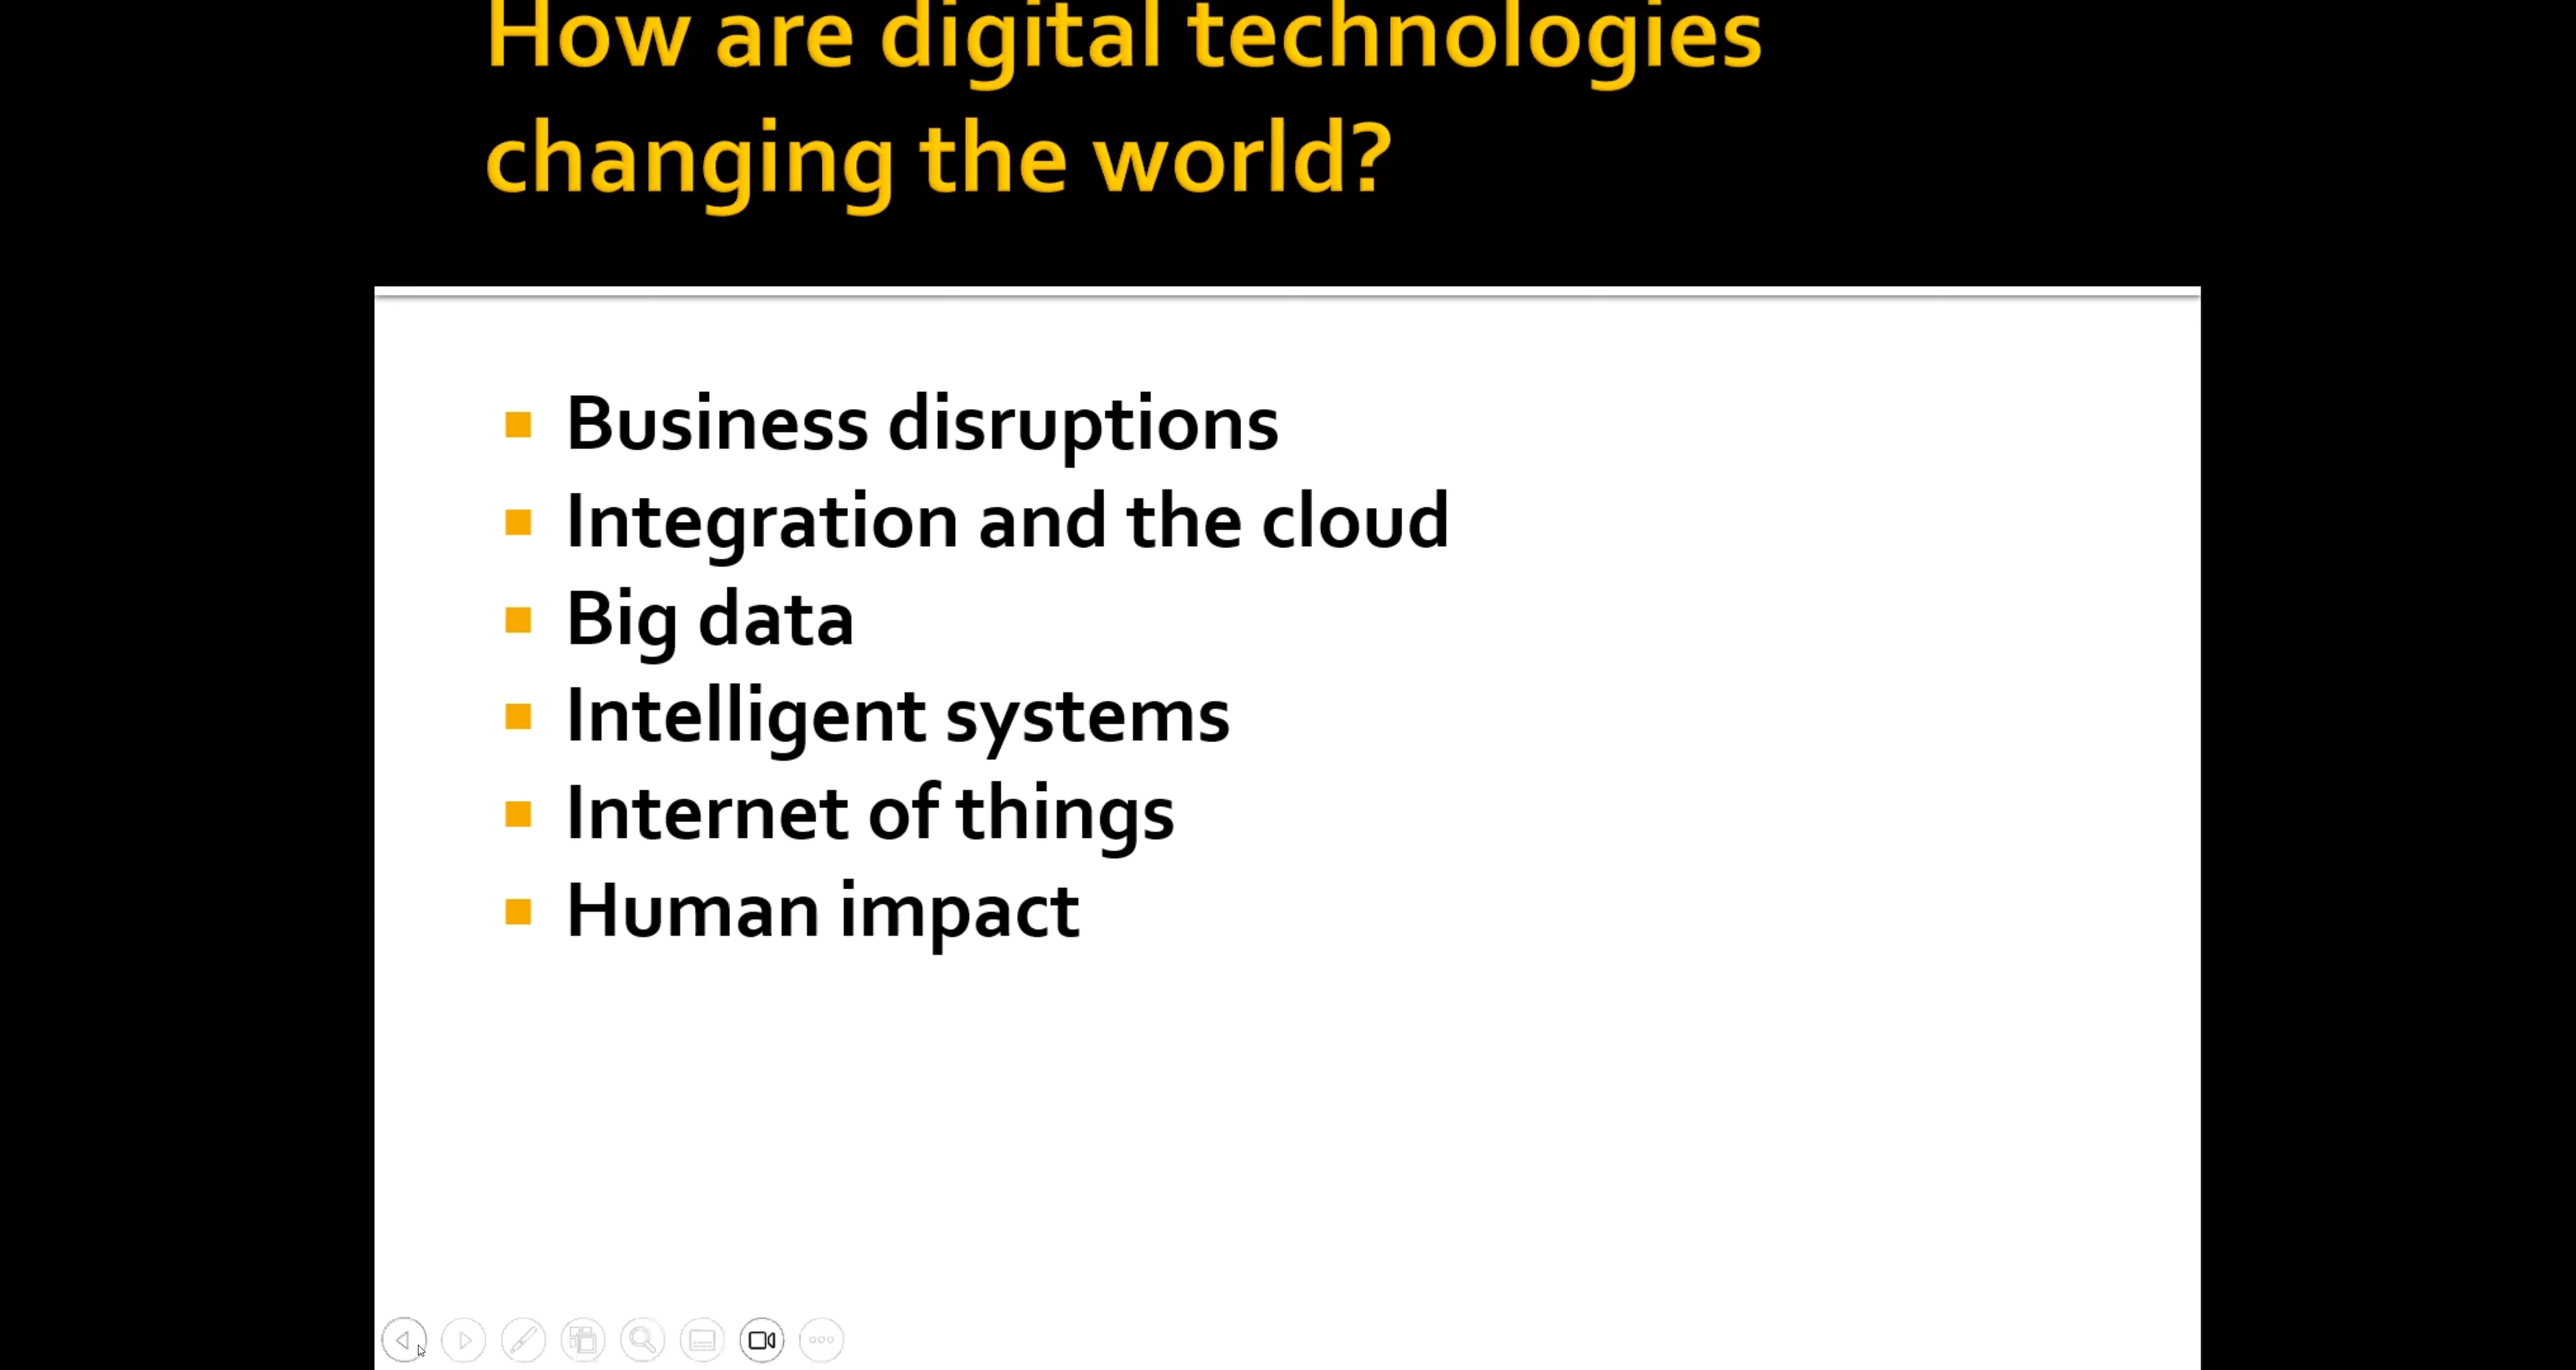 How are digital technologies
changing the world?
Business disruptions
Integration and the cloud
Big data
Intelligent systems
Internet of things
Human impact